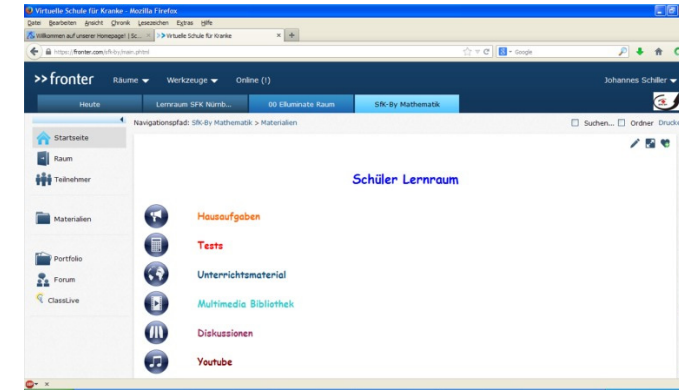 Virtuelle Schule für Kranke - Mozilla Firefox
Datei Bearbeiten Ansicht Chronik Lesezeichen Extras Hilfe
Willkommen auf unserer Homepage! | Sc... × >> Virtuelle Schule für Kranke × +
https://fronter.com/sfk-by/main.phtml Google
>> fronter Räume Werkzeuge Online (!) Johannes Schiller
Heute Lernraum SFK Nürnb... 00 Elluminate Raum SfK-By Mathematik
Navigationspfad: SfK-By Mathematik > Materialien Suchen... Ordner Drucke
Startseite
Raum
Teilnehmer
Schüler Lernraum
Materialien
Hausaufgaben
Tests
Portfolio
Forum
Unterrichtsmaterial
ClassLive
Multimedia Bibliothek
Diskussionen
Youtube
×